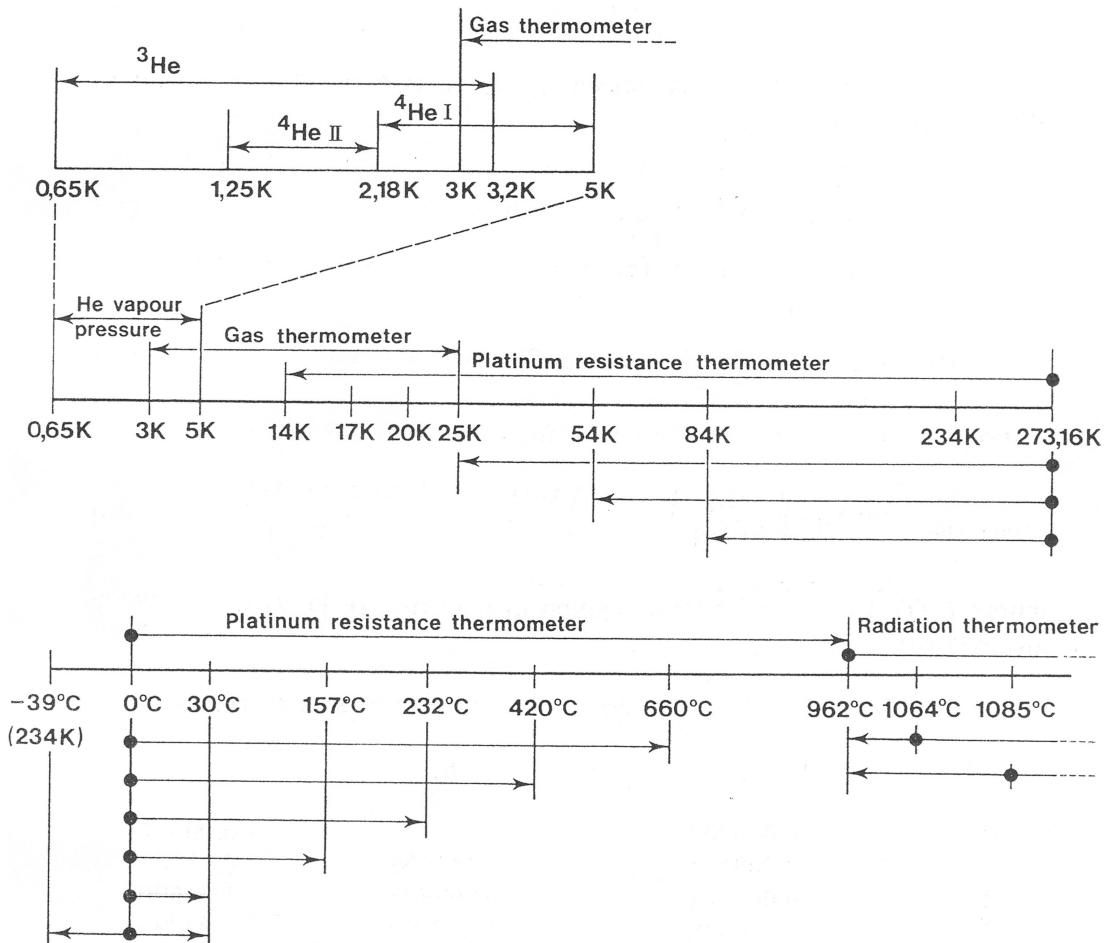 Gas thermometer
³He
⁴He I
⁴He II
0,65K 1,25K 2,18K 3K 3,2K 5K
He vapour
pressure
Gas thermometer
Platinum resistance thermometer
0,65K 3K 5K 14K 17K 20K 25K 54K 84K 234K 273,16K
Platinum resistance thermometer Radiation thermometer
−39°C 0°C 30°C 157°C 232°C 420°C 660°C 962°C 1064°C 1085°C
(234K)